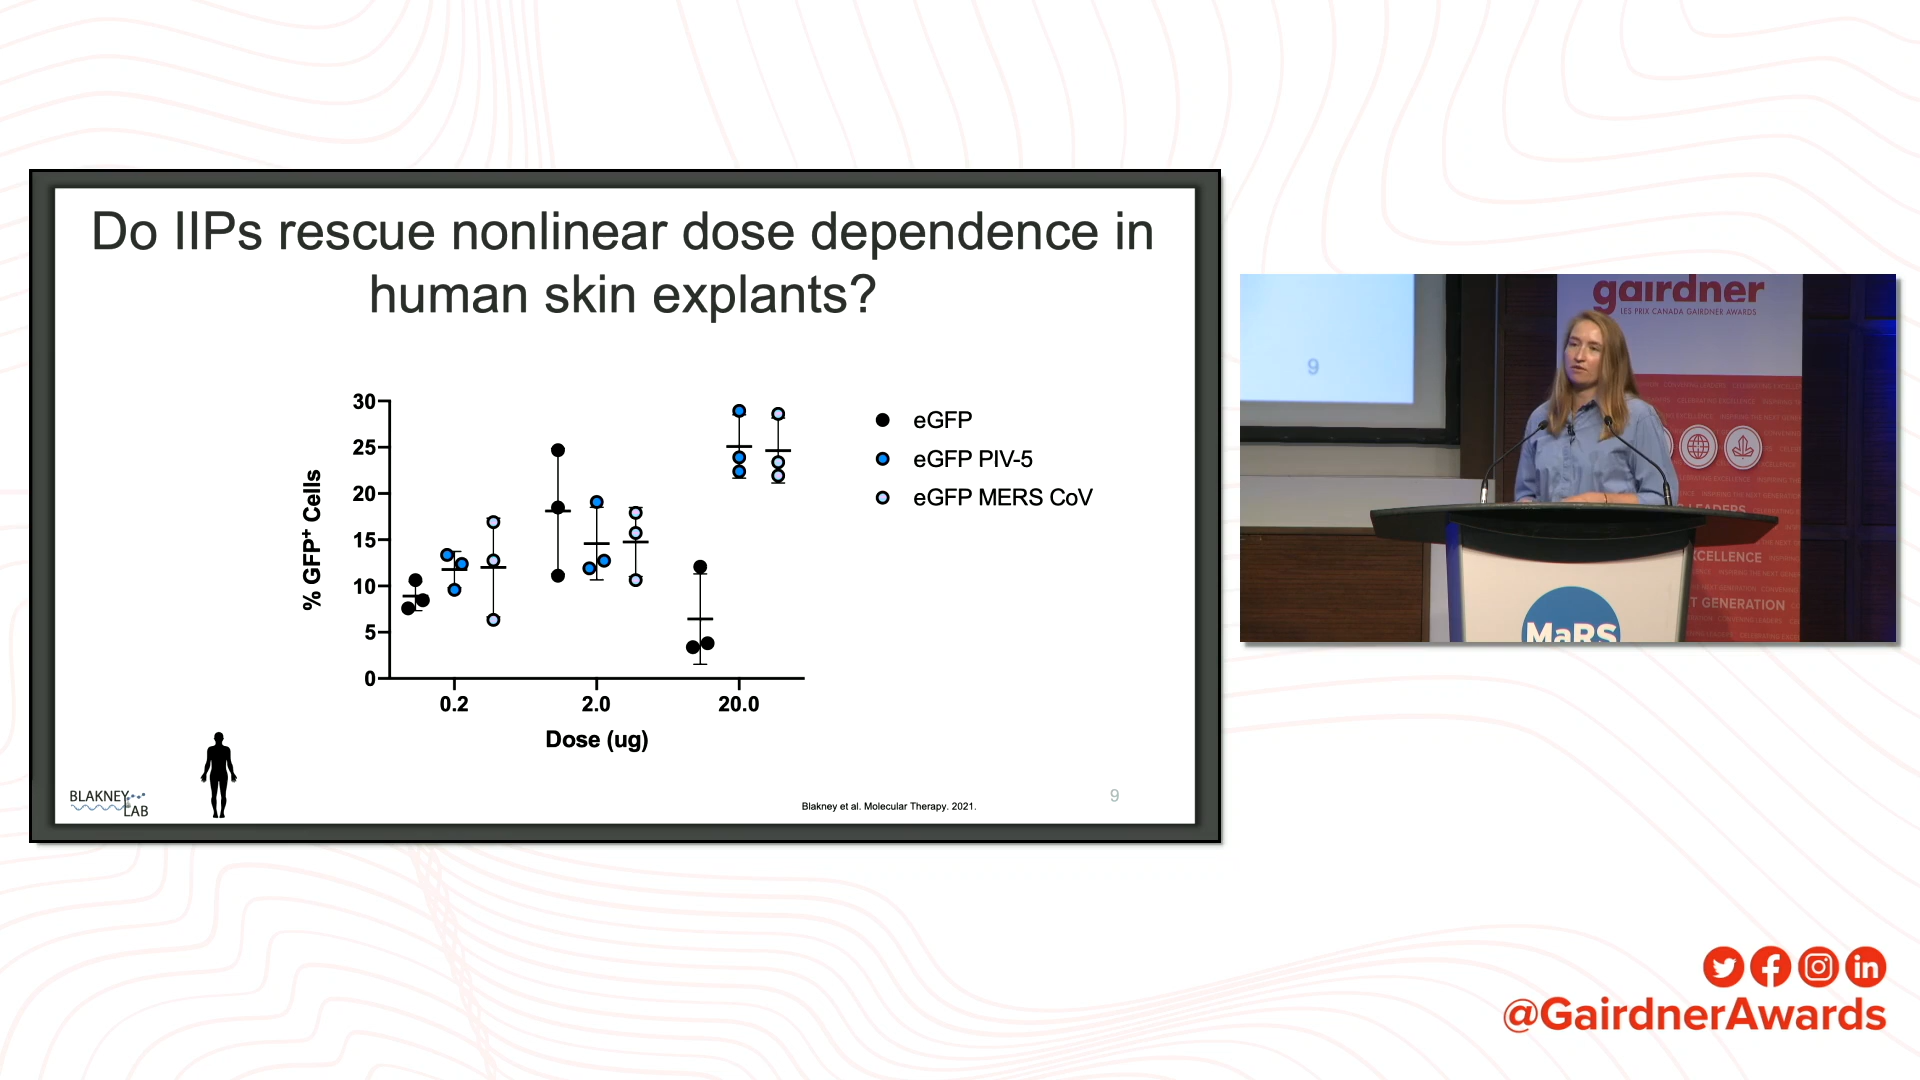 Do IIPs rescue nonlinear dose dependence in
human skin explants?
% GFP+ Cells
30
25
20
15
10
5
0
0.2
2.0
20.0
Dose (ug)
eGFP
eGFP PIV-5
eGFP MERS CoV
BLAKNEY
LAB
Blakney et al. Molecular Therapy. 2021.
9
9
gairdner
LES PRIX CANADA GAIRDNER AWARDS
LEADERS
XCELLENCE
T GENERATION
MaRS
@GairdnerAwards